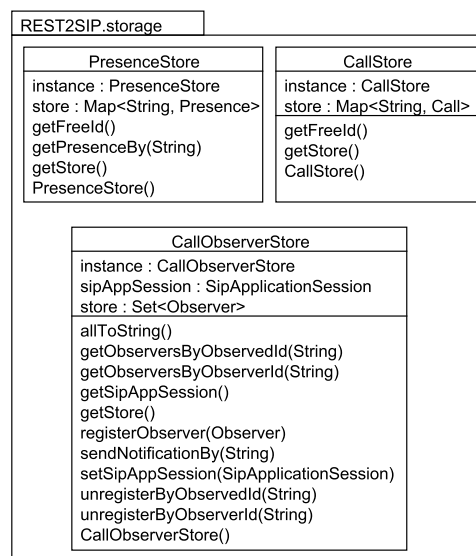 REST2SIP.storage
PresenceStore
instance : PresenceStore
store : Map<String, Presence>
getFreeId()
getPresenceBy(String)
getStore()
PresenceStore()
CallStore
instance : CallStore
store : Map<String, Call>
getFreeId()
getStore()
CallStore()
CallObserverStore
instance : CallObserverStore
sipAppSession : SipApplicationSession
store : Set<Observer>
allToString()
getObserversByObservedId(String)
getObserversByObserverId(String)
getSipAppSession()
getStore()
registerObserver(Observer)
sendNotificationBy(String)
setSipAppSession(SipApplicationSession)
unregisterByObservedId(String)
unregisterByObserverId(String)
CallObserverStore()